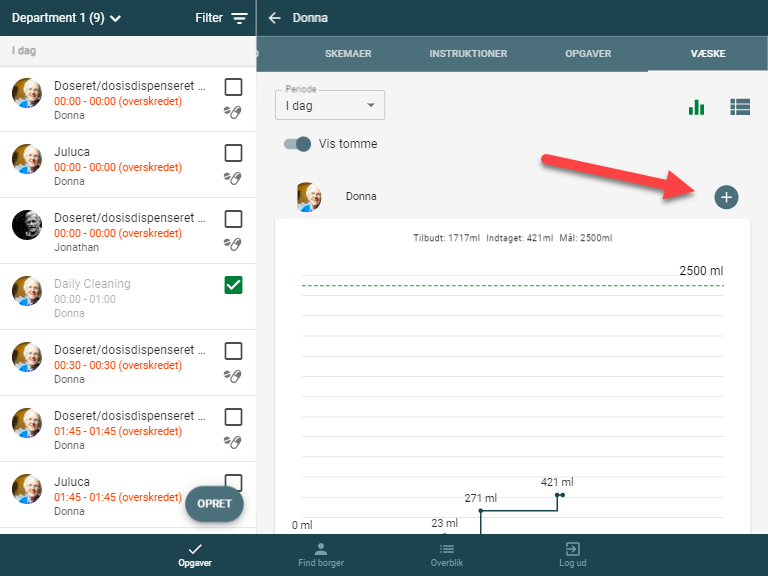 Department 1 (9)
Filter
Donna
I dag
SKEMAER
INSTRUKTIONER
OPGAVER
VÆSKE
Doseret/dosisdispenseret ...
00:00 - 00:00 (overskredet)
Donna
Juluca
00:00 - 00:00 (overskredet)
Donna
Doseret/dosisdispenseret ...
00:00 - 00:00 (overskredet)
Jonathan
Daily Cleaning
00:00 - 01:00
Donna
Doseret/dosisdispenseret ...
00:30 - 00:30 (overskredet)
Donna
Doseret/dosisdispenseret ...
01:45 - 01:45 (overskredet)
Donna
Juluca
01:45 - 01:45 (overskredet)
Donna
OPRET
Periode
I dag
Vis tomme
Donna
Tilbudt: 1717ml Indtaget: 421ml Mål: 2500ml
2500 ml
421 ml
271 ml
23 ml
0 ml
Opgaver
Find borger
Overblik
Log ud